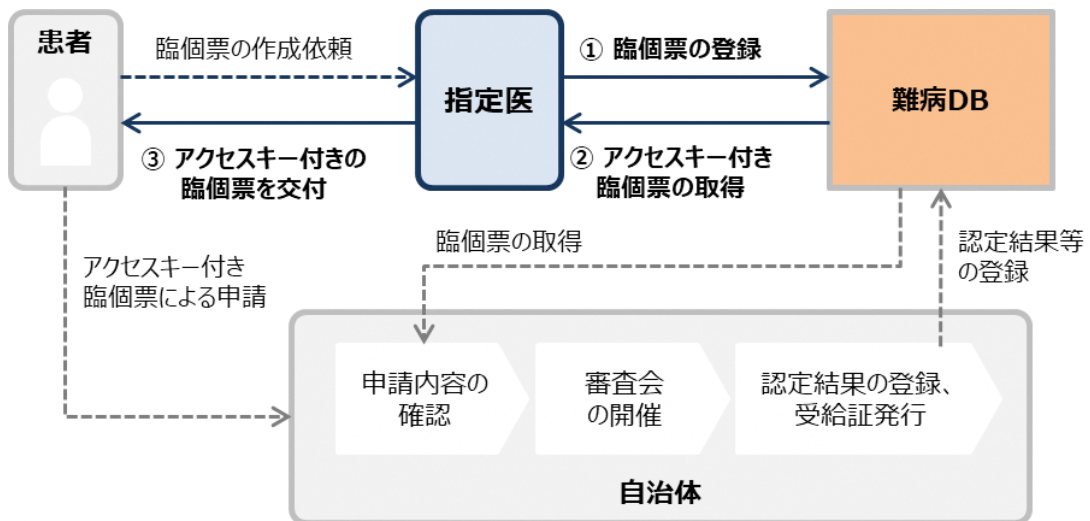 患者
臨個票の作成依頼
指定医
① 臨個票の登録
難病DB
③ アクセスキー付きの
臨個票を交付
② アクセスキー付き
臨個票の取得
アクセスキー付き
臨個票による申請
臨個票の取得
認定結果等
の登録
申請内容の
確認
審査会
の開催
認定結果の登録、
受給証発行
自治体